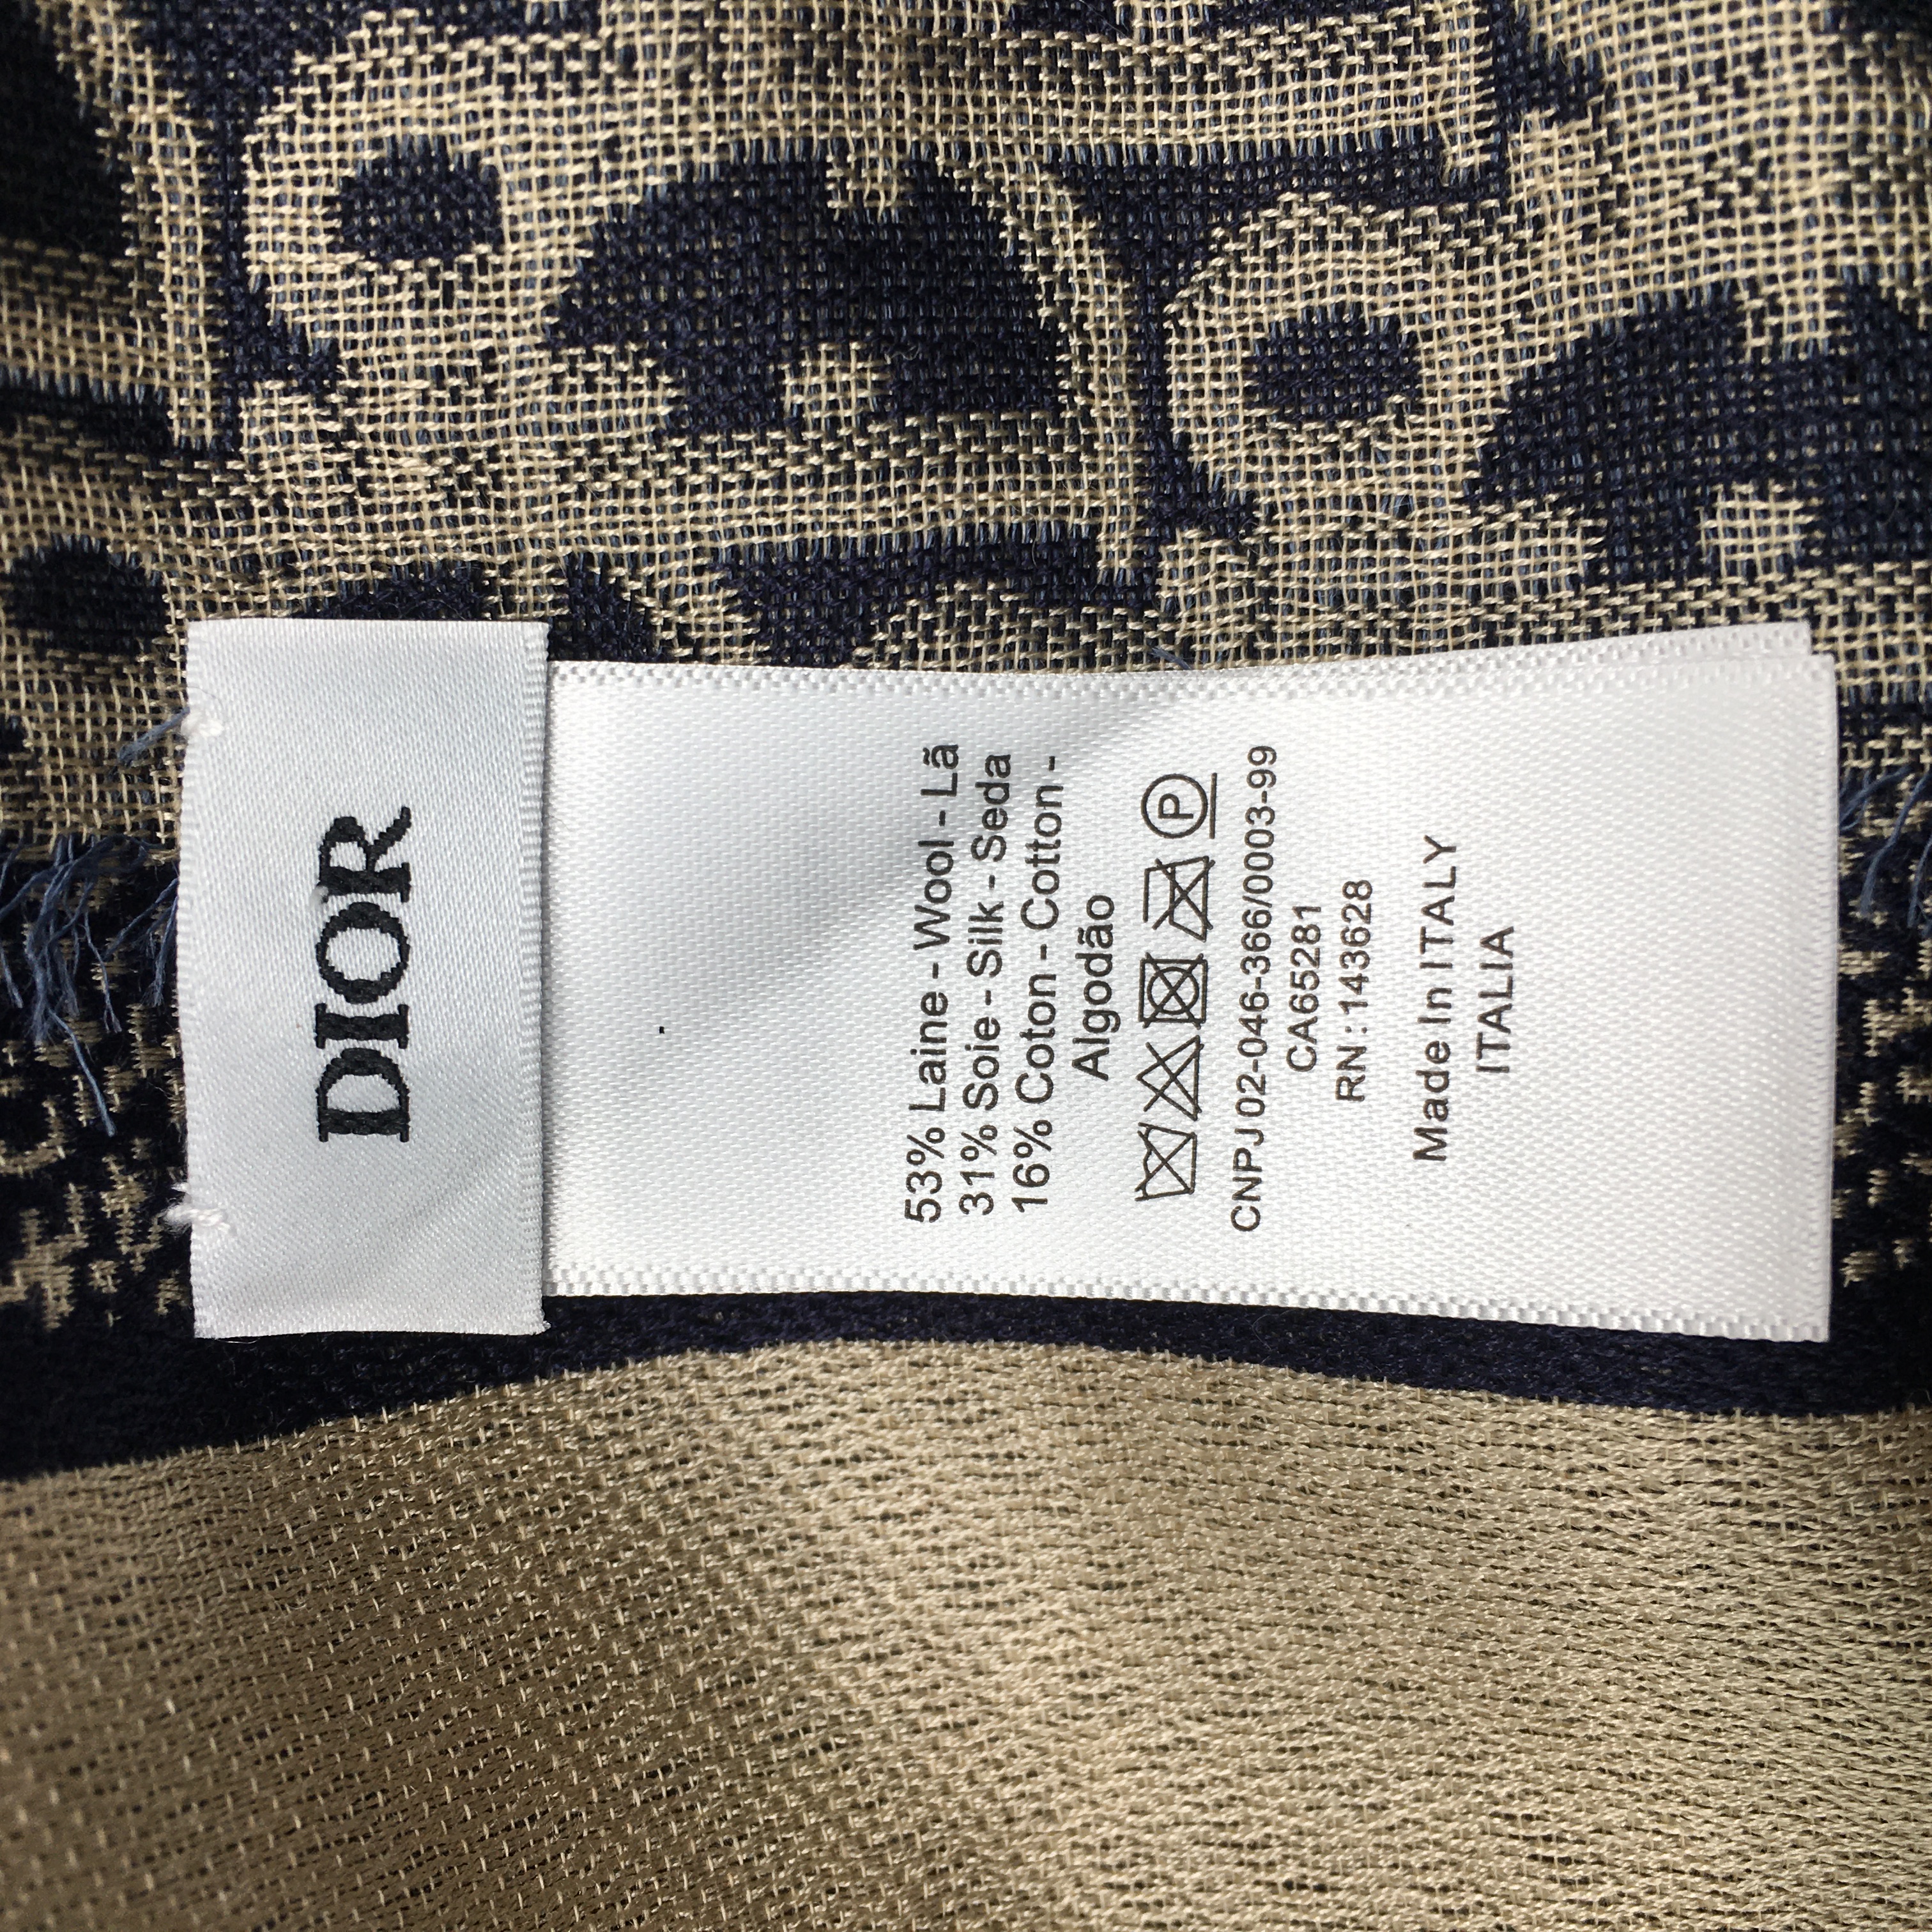 DIOR
53% Laine - Wool - Lã
31% Soie - Silk - Seda
16% Coton - Cotton -
Algodão
P
CNPJ 02-046-366/0003-99
CA65281
RN : 143628
Made In ITALY
ITALIA